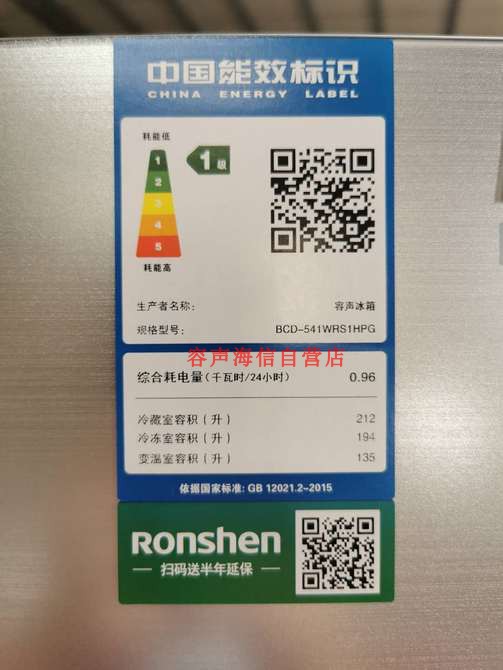 中国能效标识
CHINA ENERGY LABEL
耗能低
1
2
3
4
5
耗能高
1级
生产者名称: 容声冰箱
规格型号: BCD-541WRS1HPG
容声海信自营店
综合耗电量(千瓦时/24小时) 0.96
冷藏室容积(升) 212
冷冻室容积(升) 194
变温室容积(升) 135
依据国家标准: GB 12021.2-2015
Ronshen
扫码送半年延保